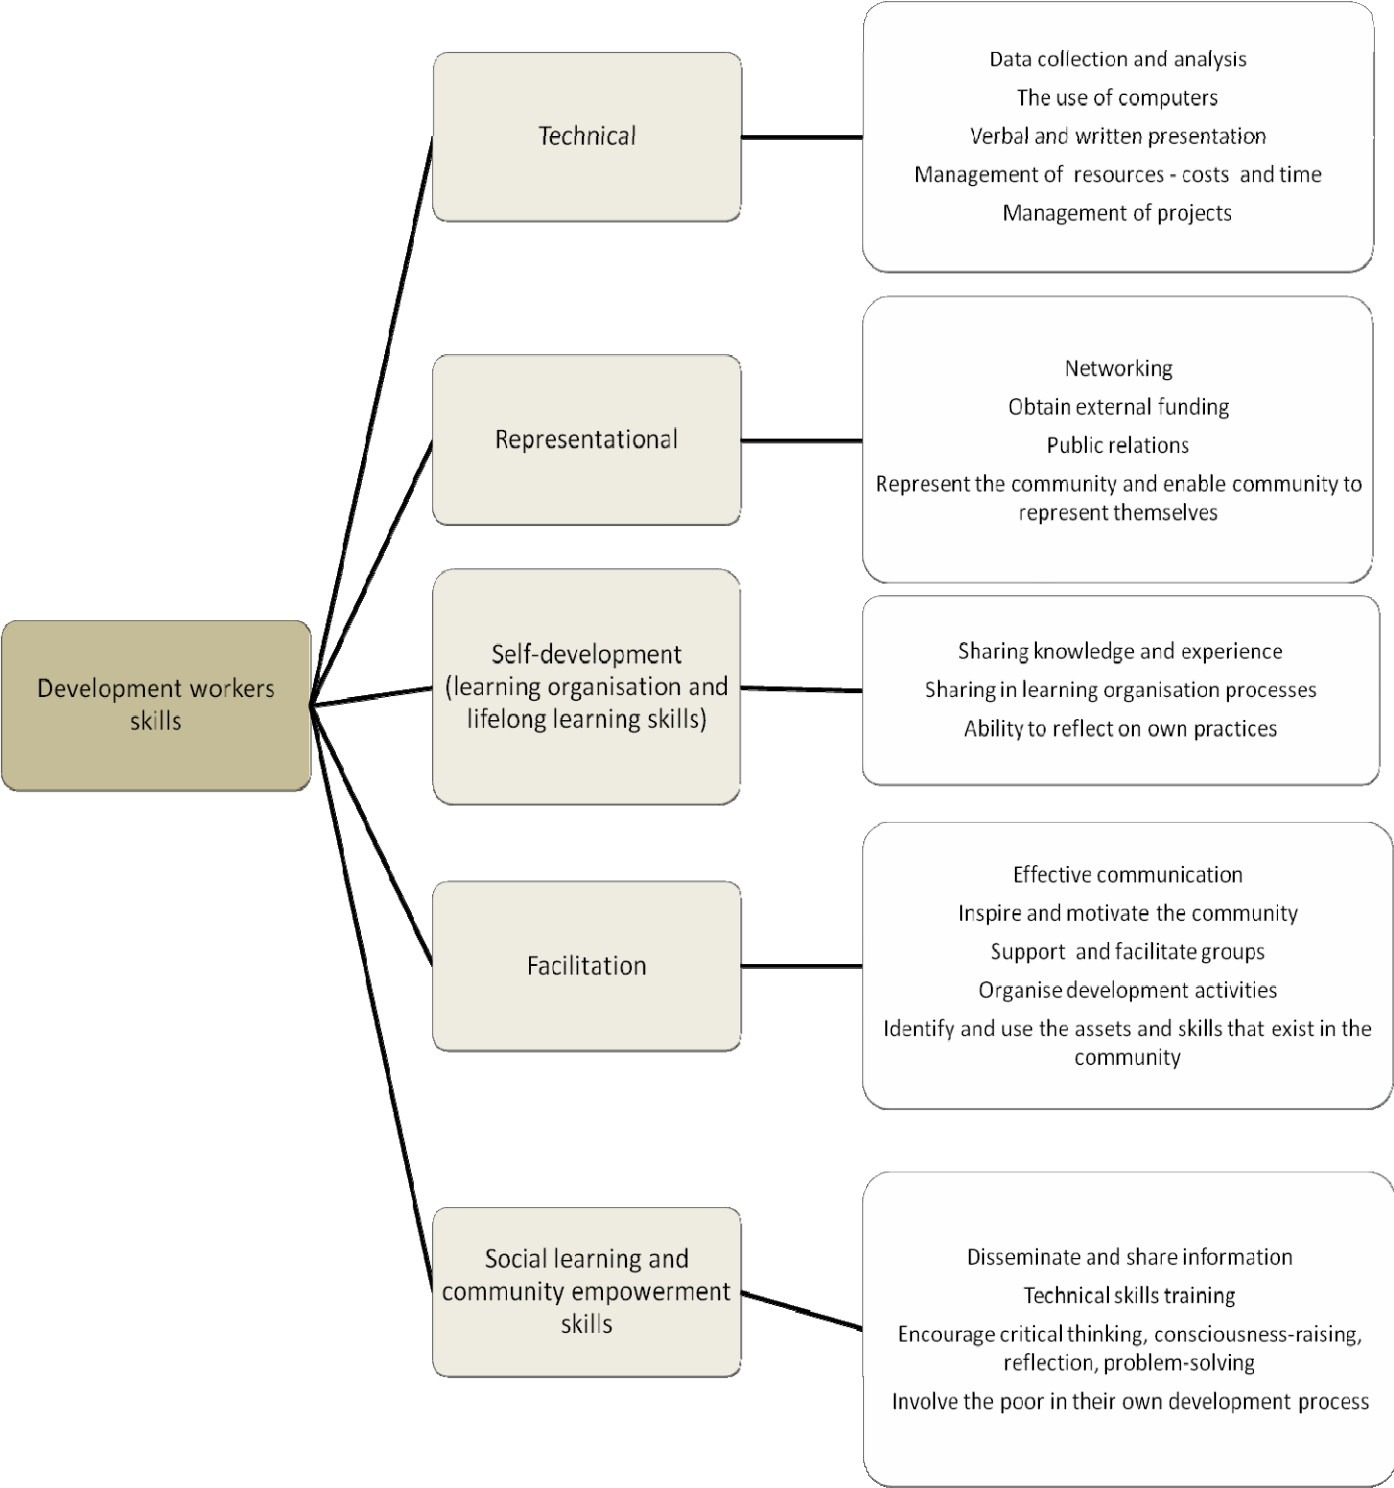 Development workers
skills
Technical
Data collection and analysis
The use of computers
Verbal and written presentation
Management of resources - costs and time
Management of projects
Representational
Networking
Obtain external funding
Public relations
Represent the community and enable community to
represent themselves
Self-development
(learning organisation and
lifelong learning skills)
Sharing knowledge and experience
Sharing in learning organisation processes
Ability to reflect on own practices
Facilitation
Effective communication
Inspire and motivate the community
Support and facilitate groups
Organise development activities
Identify and use the assets and skills that exist in the
community
Social learning and
community empowerment
skills
Disseminate and share information
Technical skills training
Encourage critical thinking, consciousness-raising,
reflection, problem-solving
Involve the poor in their own development process